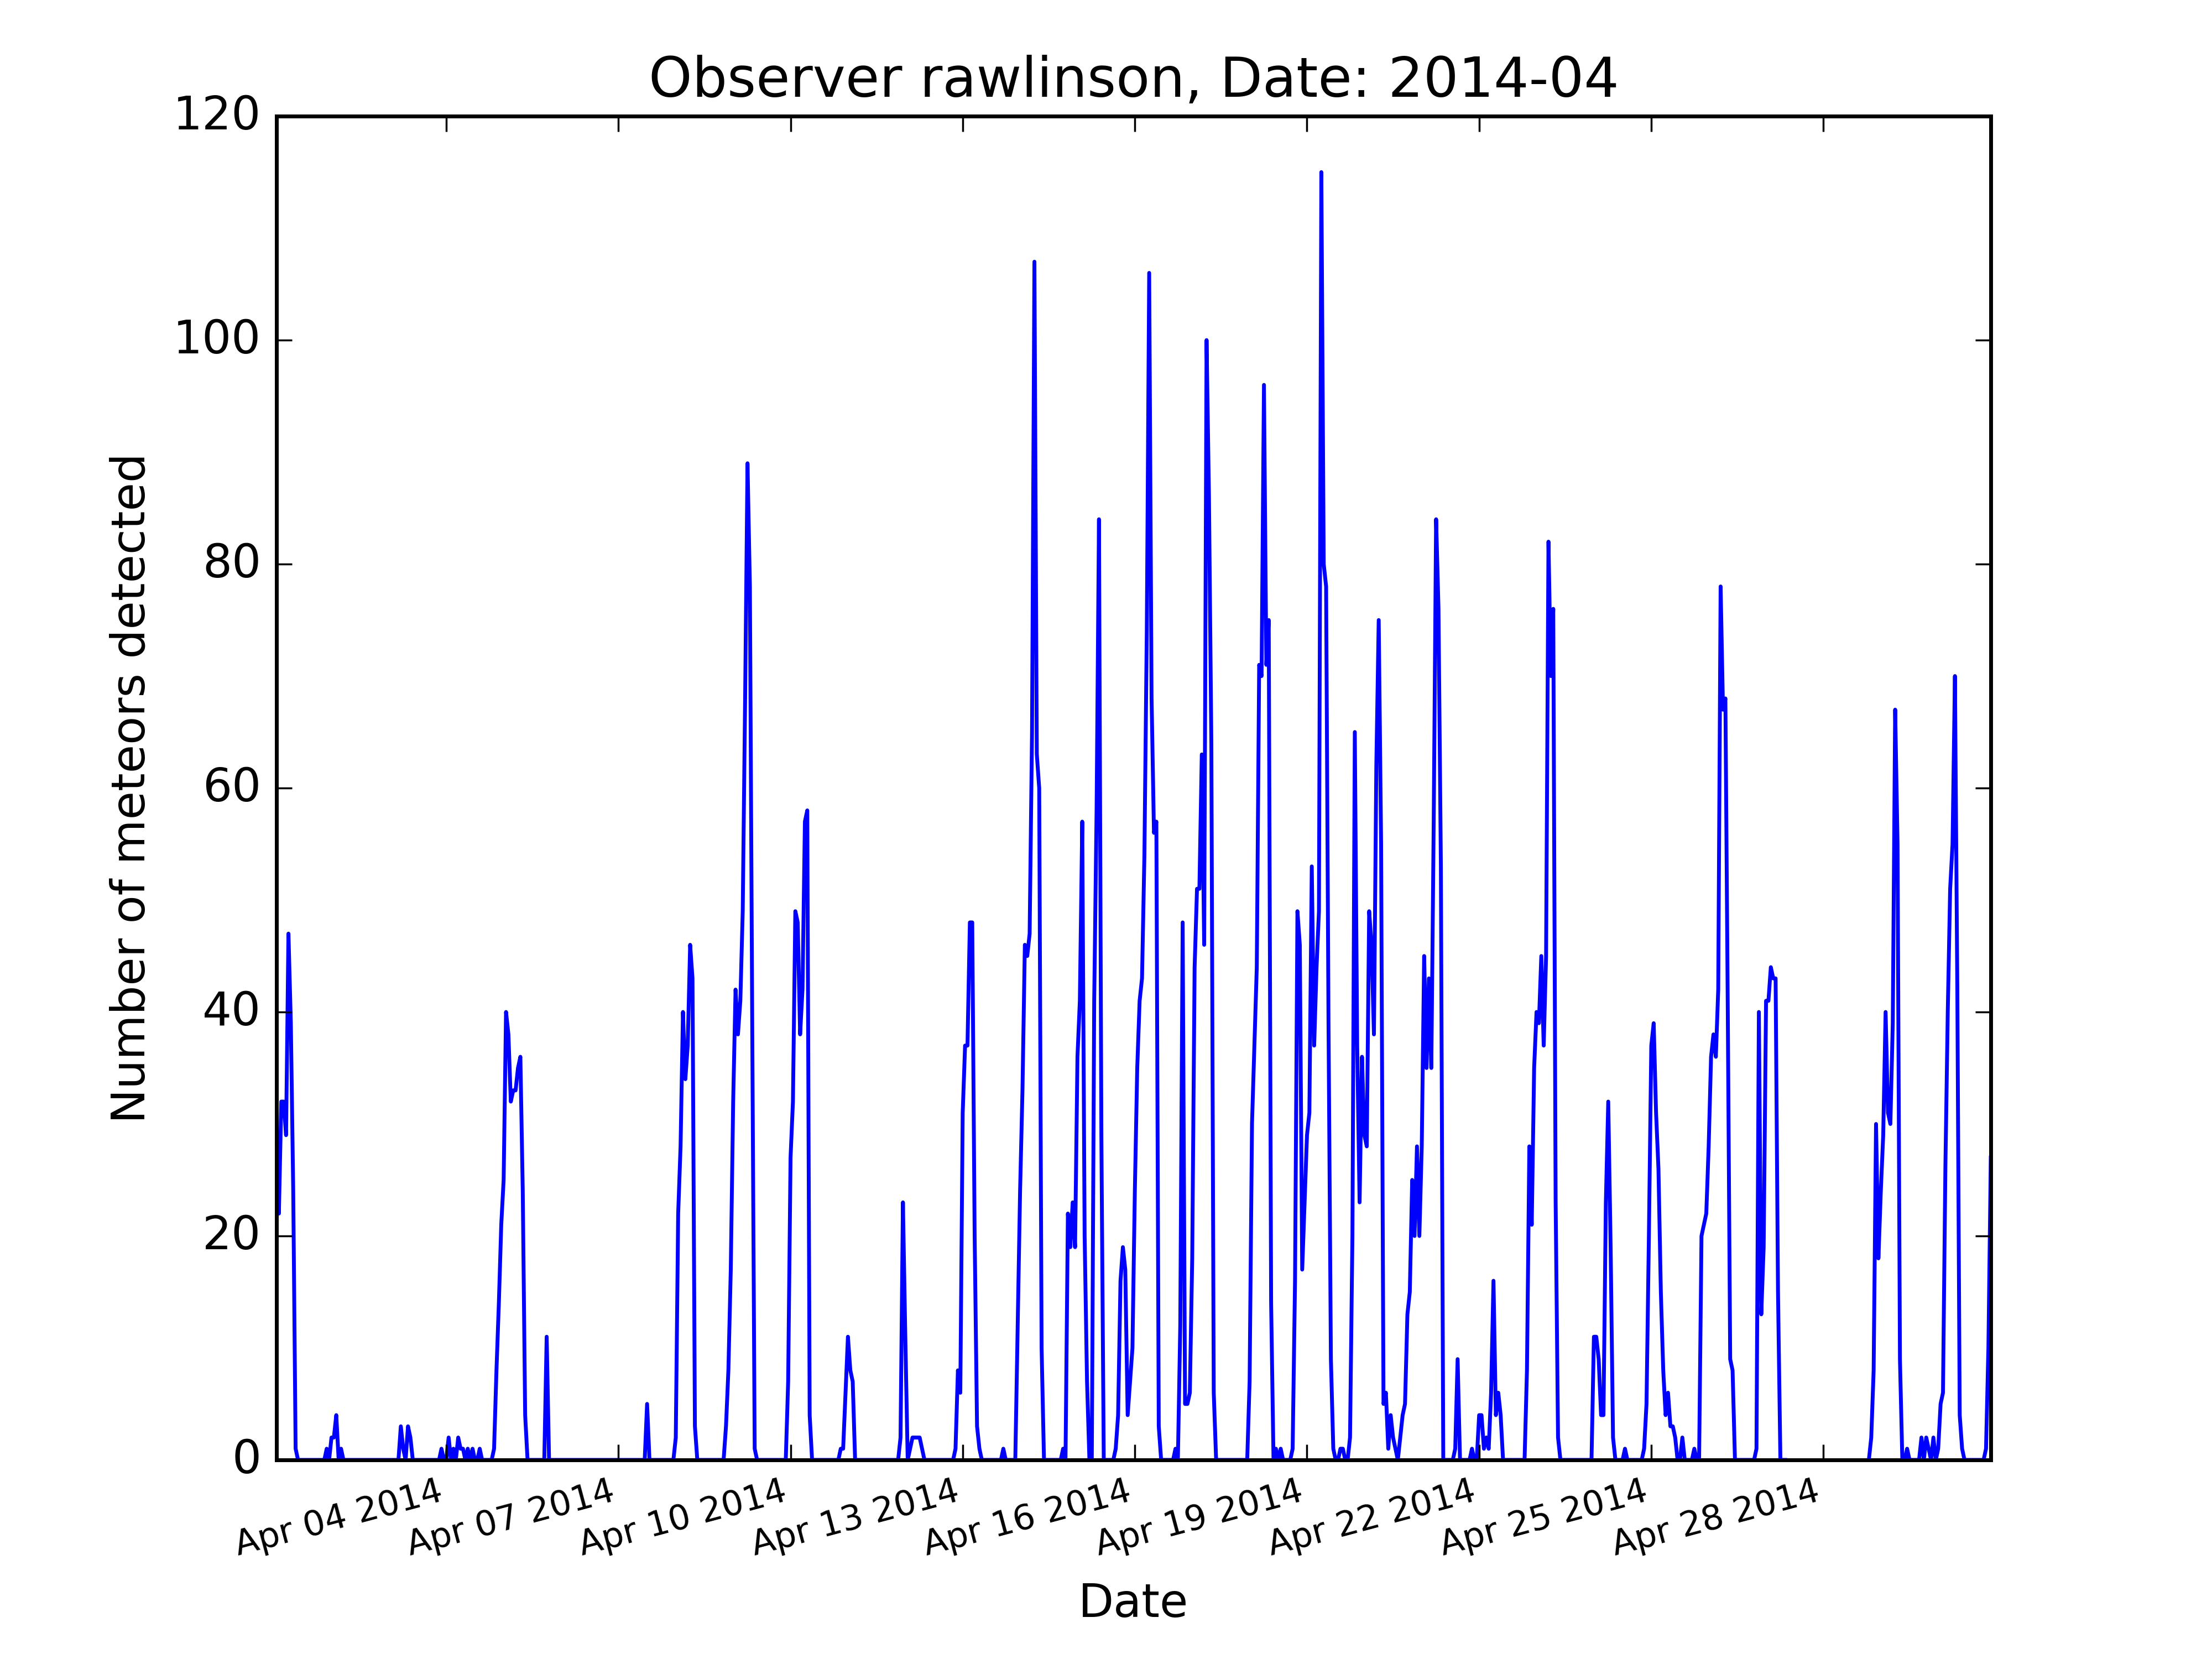 Observer rawlinson, Date: 2014-04
120
100
80
60
40
20
0
Number of meteors detected
Apr 04 2014
Apr 07 2014
Apr 10 2014
Apr 13 2014
Apr 16 2014
Apr 19 2014
Apr 22 2014
Apr 25 2014
Apr 28 2014
Date